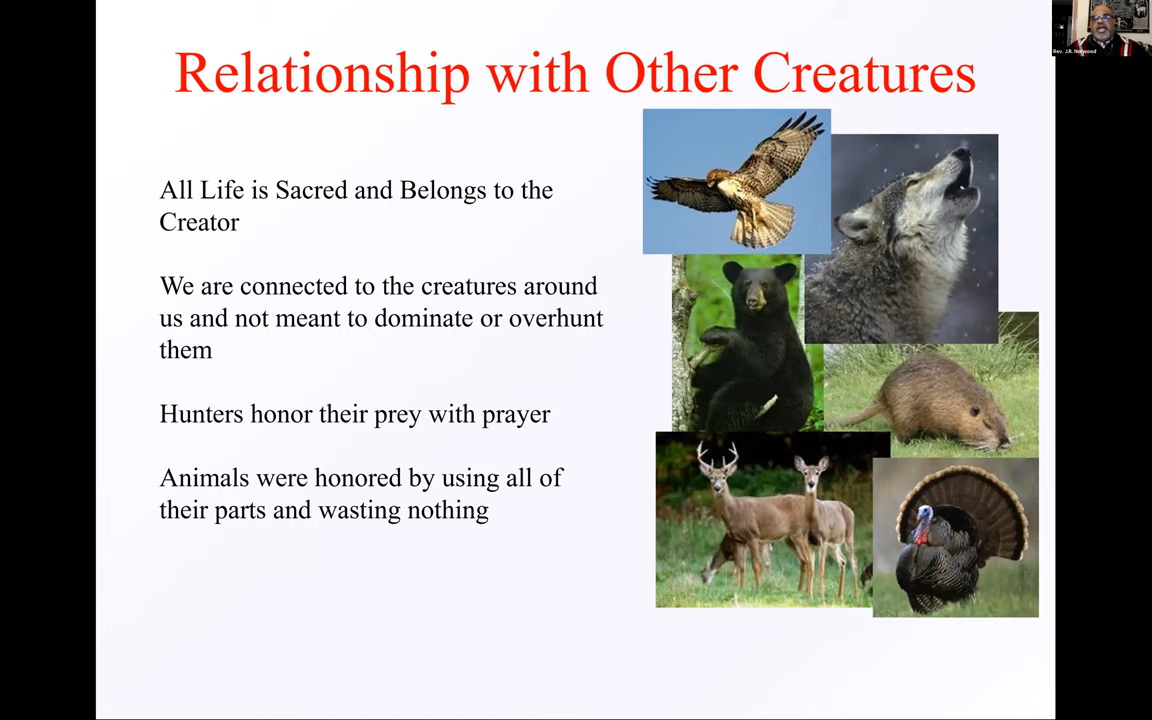 Relationship with Other Creatures
All Life is Sacred and Belongs to the
Creator
We are connected to the creatures around
us and not meant to dominate or overhunt
them
Hunters honor their prey with prayer
Animals were honored by using all of
their parts and wasting nothing
Rev. J.R. Norwood